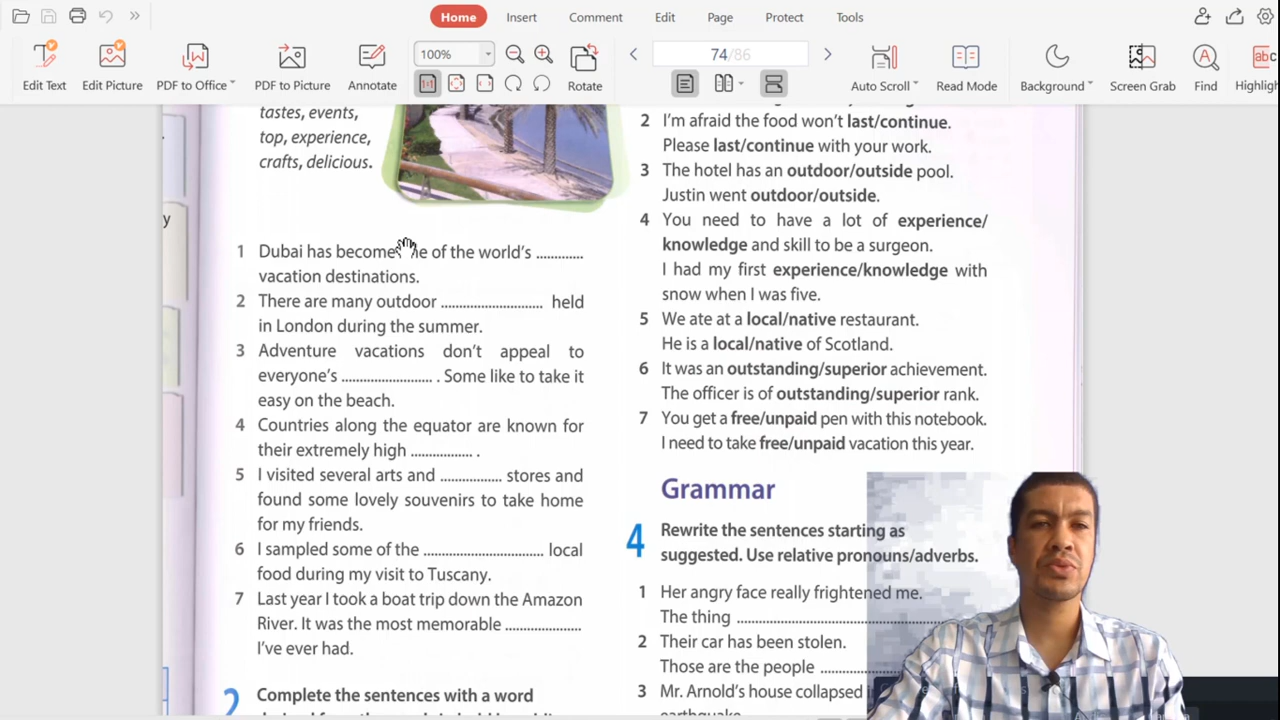 Home Insert Comment Edit Page Protect Tools
100% 74/86
Edit Text Edit Picture PDF to Office PDF to Picture Annotate Rotate Auto Scroll Read Mode Background Screen Grab Find Highlig
tastes, events,
top, experience,
crafts, delicious.
y
1 Dubai has become of the world's ............
vacation destinations.
2 There are many outdoor .......................... held
in London during the summer.
3 Adventure vacations don't appeal to
everyone's ........................ . Some like to take it
easy on the beach.
4 Countries along the equator are known for
their extremely high ................ .
5 I visited several arts and ................ stores and
found some lovely souvenirs to take home
for my friends.
6 I sampled some of the .............................. local
food during my visit to Tuscany.
7 Last year I took a boat trip down the Amazon
River. It was the most memorable ....................
I've ever had.
2 Complete the sentences with a word
2 I'm afraid the food won't last/continue.
Please last/continue with your work.
3 The hotel has an outdoor/outside pool.
Justin went outdoor/outside.
4 You need to have a lot of experience/
knowledge and skill to be a surgeon.
I had my first experience/knowledge with
snow when I was five.
5 We ate at a local/native restaurant.
He is a local/native of Scotland.
6 It was an outstanding/superior achievement.
The officer is of outstanding/superior rank.
7 You get a free/unpaid pen with this notebook.
I need to take free/unpaid vacation this year.
Grammar
4 Rewrite the sentences starting as
suggested. Use relative pronouns/adverbs.
1 Her angry face really frightened me.
The thing ......................................................
2 Their car has been stolen.
Those are the people ....................
3 Mr. Arnold's house collapsed
earthquake.